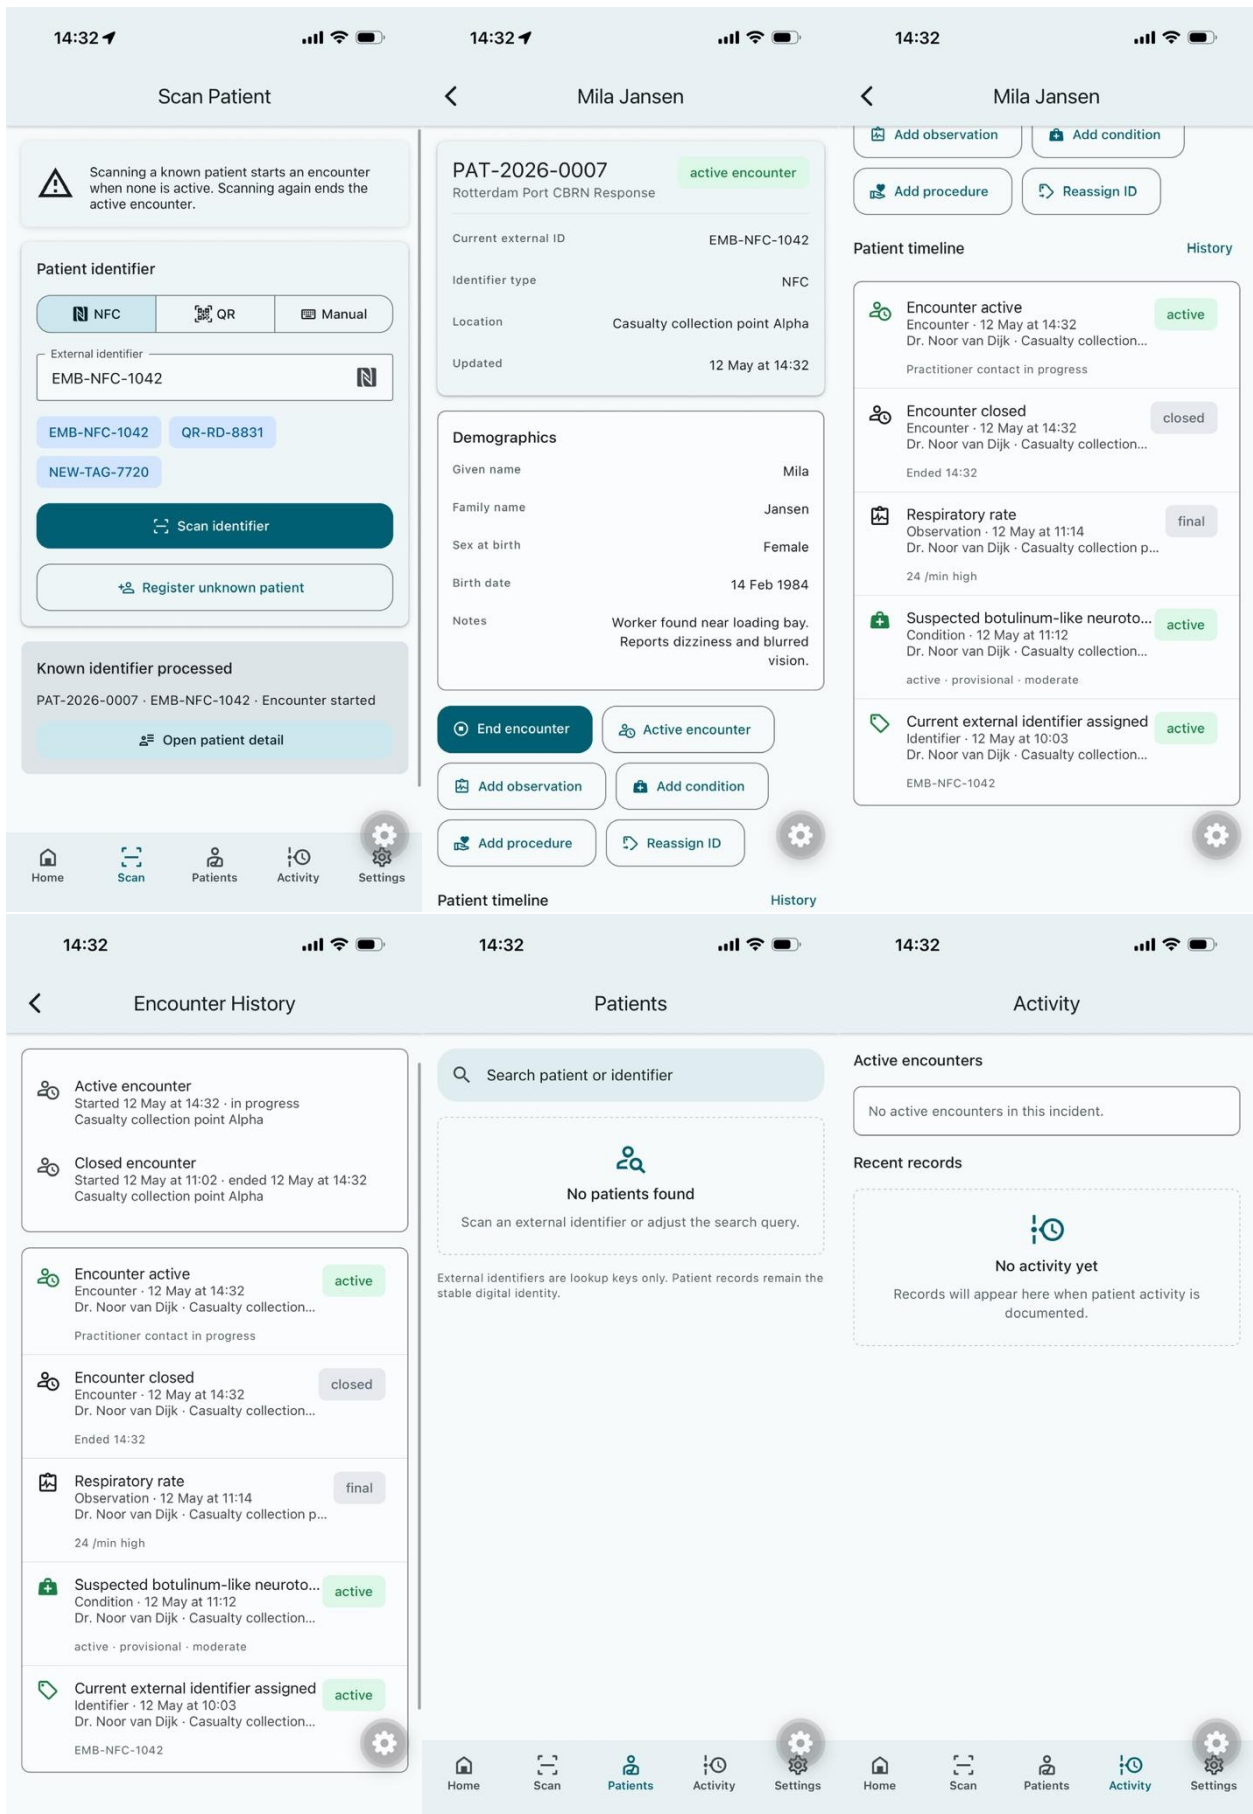 14:32
Scan Patient
Scanning a known patient starts an encounter
when none is active. Scanning again ends the
active encounter.
Patient identifier
NFC
QR
Manual
External identifier
EMB-NFC-1042
EMB-NFC-1042
QR-RD-8831
NEW-TAG-7720
Scan identifier
Register unknown patient
Known identifier processed
PAT-2026-0007 · EMB-NFC-1042 · Encounter started
Open patient detail
Home
Scan
Patients
Activity
Settings
14:32
Mila Jansen
PAT-2026-0007
Rotterdam Port CBRN Response
active encounter
Current external ID
EMB-NFC-1042
Identifier type
NFC
Location
Casualty collection point Alpha
Updated
12 May at 14:32
Demographics
Given name
Mila
Family name
Jansen
Sex at birth
Female
Birth date
14 Feb 1984
Notes
Worker found near loading bay.
Reports dizziness and blurred
vision.
End encounter
Active encounter
Add observation
Add condition
Add procedure
Reassign ID
Patient timeline
History
14:32
Mila Jansen
Add observation
Add condition
Add procedure
Reassign ID
Patient timeline
History
Encounter active
Encounter · 12 May at 14:32
Dr. Noor van Dijk · Casualty collection...
Practitioner contact in progress
active
Encounter closed
Encounter · 12 May at 14:32
Dr. Noor van Dijk · Casualty collection...
Ended 14:32
closed
Respiratory rate
Observation · 12 May at 11:14
Dr. Noor van Dijk · Casualty collection p...
24 /min high
final
Suspected botulinum-like neuroto...
Condition · 12 May at 11:12
Dr. Noor van Dijk · Casualty collection...
active · provisional · moderate
active
Current external identifier assigned
Identifier · 12 May at 10:03
Dr. Noor van Dijk · Casualty collection...
EMB-NFC-1042
active
14:32
Encounter History
Active encounter
Started 12 May at 14:32 · in progress
Casualty collection point Alpha
Closed encounter
Started 12 May at 11:02 · ended 12 May at 14:32
Casualty collection point Alpha
Encounter active
Encounter · 12 May at 14:32
Dr. Noor van Dijk · Casualty collection...
Practitioner contact in progress
active
Encounter closed
Encounter · 12 May at 14:32
Dr. Noor van Dijk · Casualty collection...
Ended 14:32
closed
Respiratory rate
Observation · 12 May at 11:14
Dr. Noor van Dijk · Casualty collection p...
24 /min high
final
Suspected botulinum-like neuroto...
Condition · 12 May at 11:12
Dr. Noor van Dijk · Casualty collection...
active · provisional · moderate
active
Current external identifier assigned
Identifier · 12 May at 10:03
Dr. Noor van Dijk · Casualty collection...
EMB-NFC-1042
active
14:32
Patients
Search patient or identifier
No patients found
Scan an external identifier or adjust the search query.
External identifiers are lookup keys only. Patient records remain the
stable digital identity.
Home
Scan
Patients
Activity
Settings
14:32
Activity
Active encounters
No active encounters in this incident.
Recent records
No activity yet
Records will appear here when patient activity is
documented.
Home
Scan
Patients
Activity
Settings